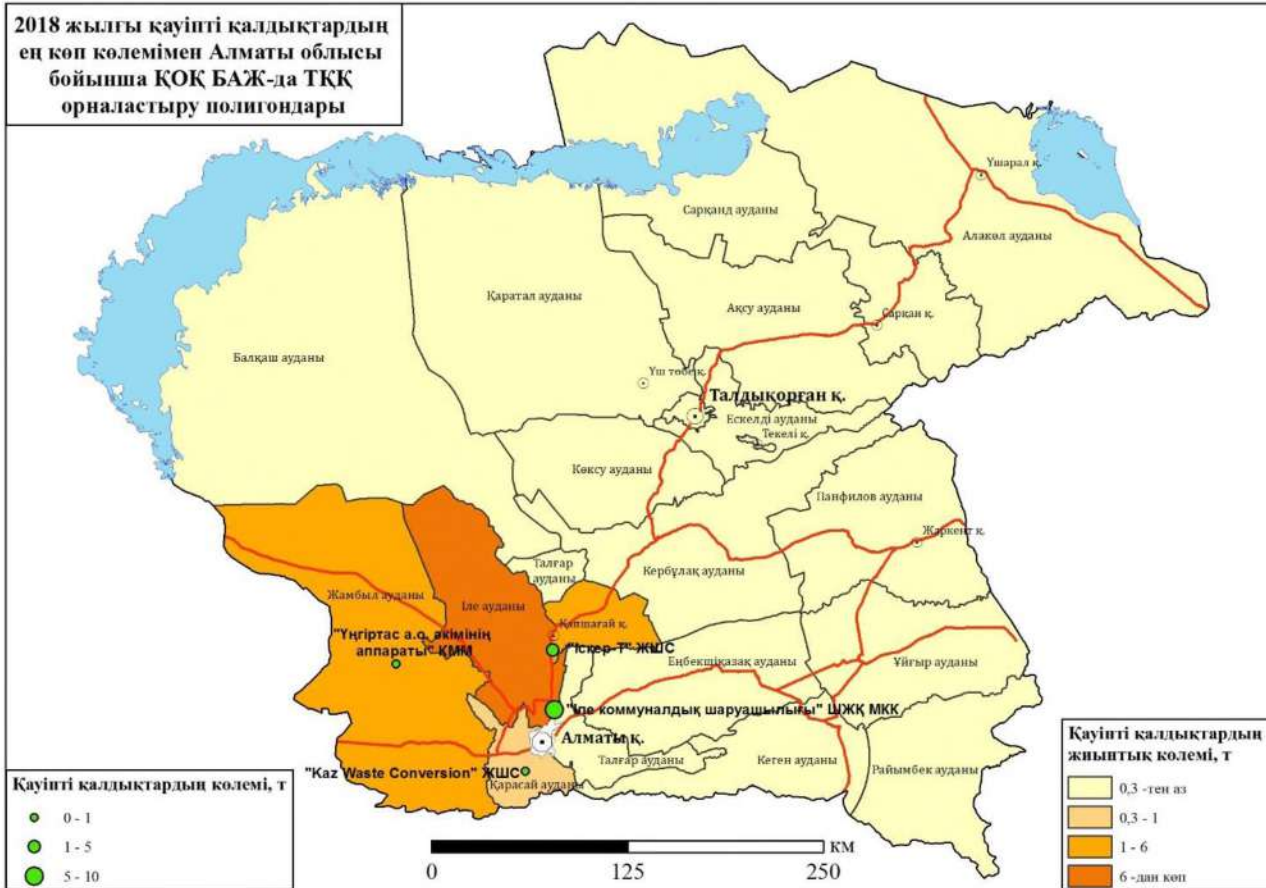 2018 жылғы қауіпті қалдықтардың
ең көп көлемімен Алматы облысы
бойынша ҚОҚ БАЖ-да ТҚҚ
орналастыру полигондары
Үшарал қ.
Сарқанд ауданы
Алакөл ауданы
Қаратал ауданы
Ақсу ауданы
Сарқан қ.
Балқаш ауданы
Үш төбе қ.
Талдықорған қ.
Ескелді ауданы
Текелі қ.
Көксу ауданы
Панфилов ауданы
Жаркент қ.
Талғар
ауданы
Кербұлақ ауданы
Жамбыл ауданы
Іле ауданы
Қапшағай қ.
"Үңгіртас а.о. әкімінің
аппараты" КММ
"Іскер-Т" ЖШС
Еңбекшіқазақ ауданы
Ұйғыр ауданы
"Іле коммуналдық шаруашылығы" ШЖҚ МКК
Алматы қ.
Талғар ауданы
Кеген ауданы
Райымбек ауданы
"Kaz Waste Conversion" ЖШС
Қарасай ауданы
Қауіпті қалдықтардың көлемі, т
0 - 1
1 - 5
5 - 10
КМ
0
125
250
Қауіпті қалдықтардың
жиынтық көлемі, т
0,3 -тен аз
0,3 - 1
1 - 6
6 -дан көп